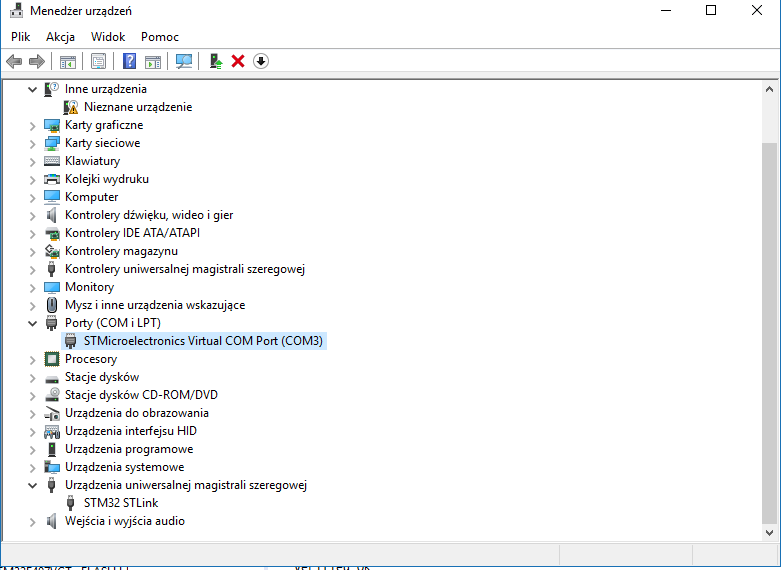 Menedżer urządzeń
Plik Akcja Widok Pomoc
Inne urządzenia
Nieznane urządzenie
Karty graficzne
Karty sieciowe
Klawiatury
Kolejki wydruku
Komputer
Kontrolery dźwięku, wideo i gier
Kontrolery IDE ATA/ATAPI
Kontrolery magazynu
Kontrolery uniwersalnej magistrali szeregowej
Monitory
Mysz i inne urządzenia wskazujące
Porty (COM i LPT)
STMicroelectronics Virtual COM Port (COM3)
Procesory
Stacje dysków
Stacje dysków CD-ROM/DVD
Urządzenia do obrazowania
Urządzenia interfejsu HID
Urządzenia programowe
Urządzenia systemowe
Urządzenia uniwersalnej magistrali szeregowej
STM32 STLink
Wejścia i wyjścia audio